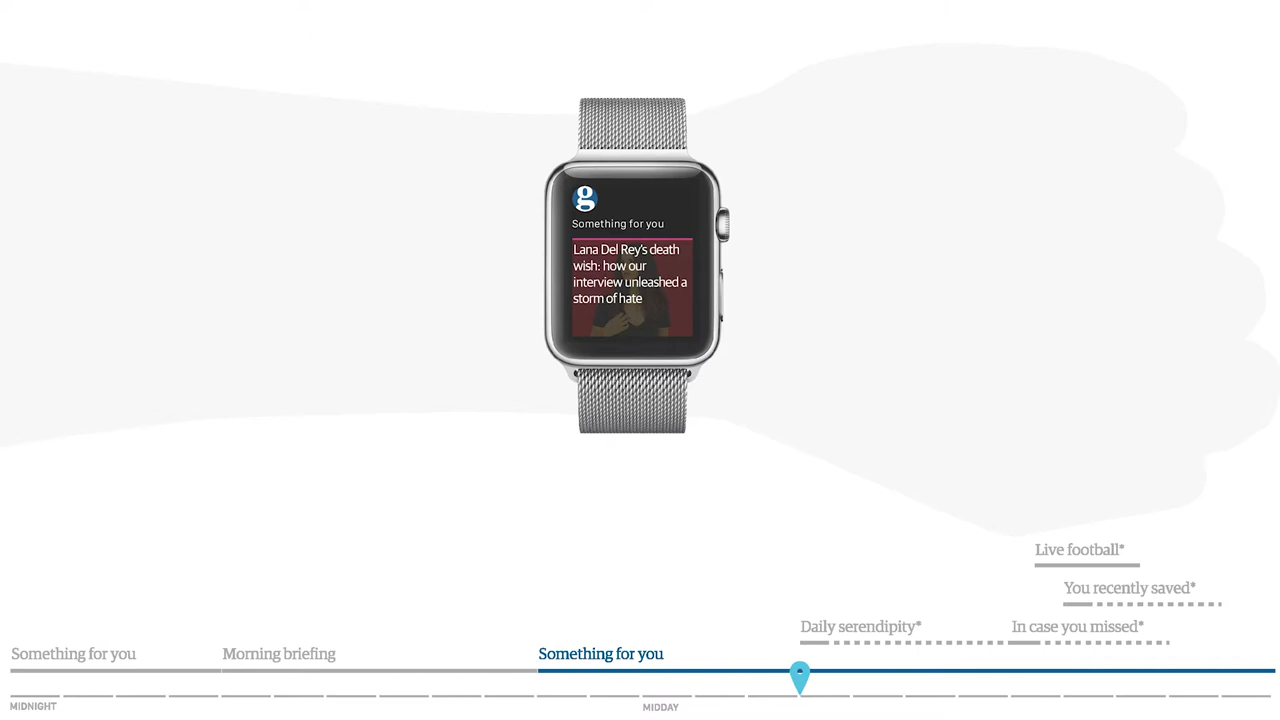 g
Something for you
Lana Del Rey's death
wish: how our
interview unleashed a
storm of hate
Live football*
You recently saved*
Daily serendipity*
In case you missed*
Something for you
Morning briefing
Something for you
MIDNIGHT
MIDDAY